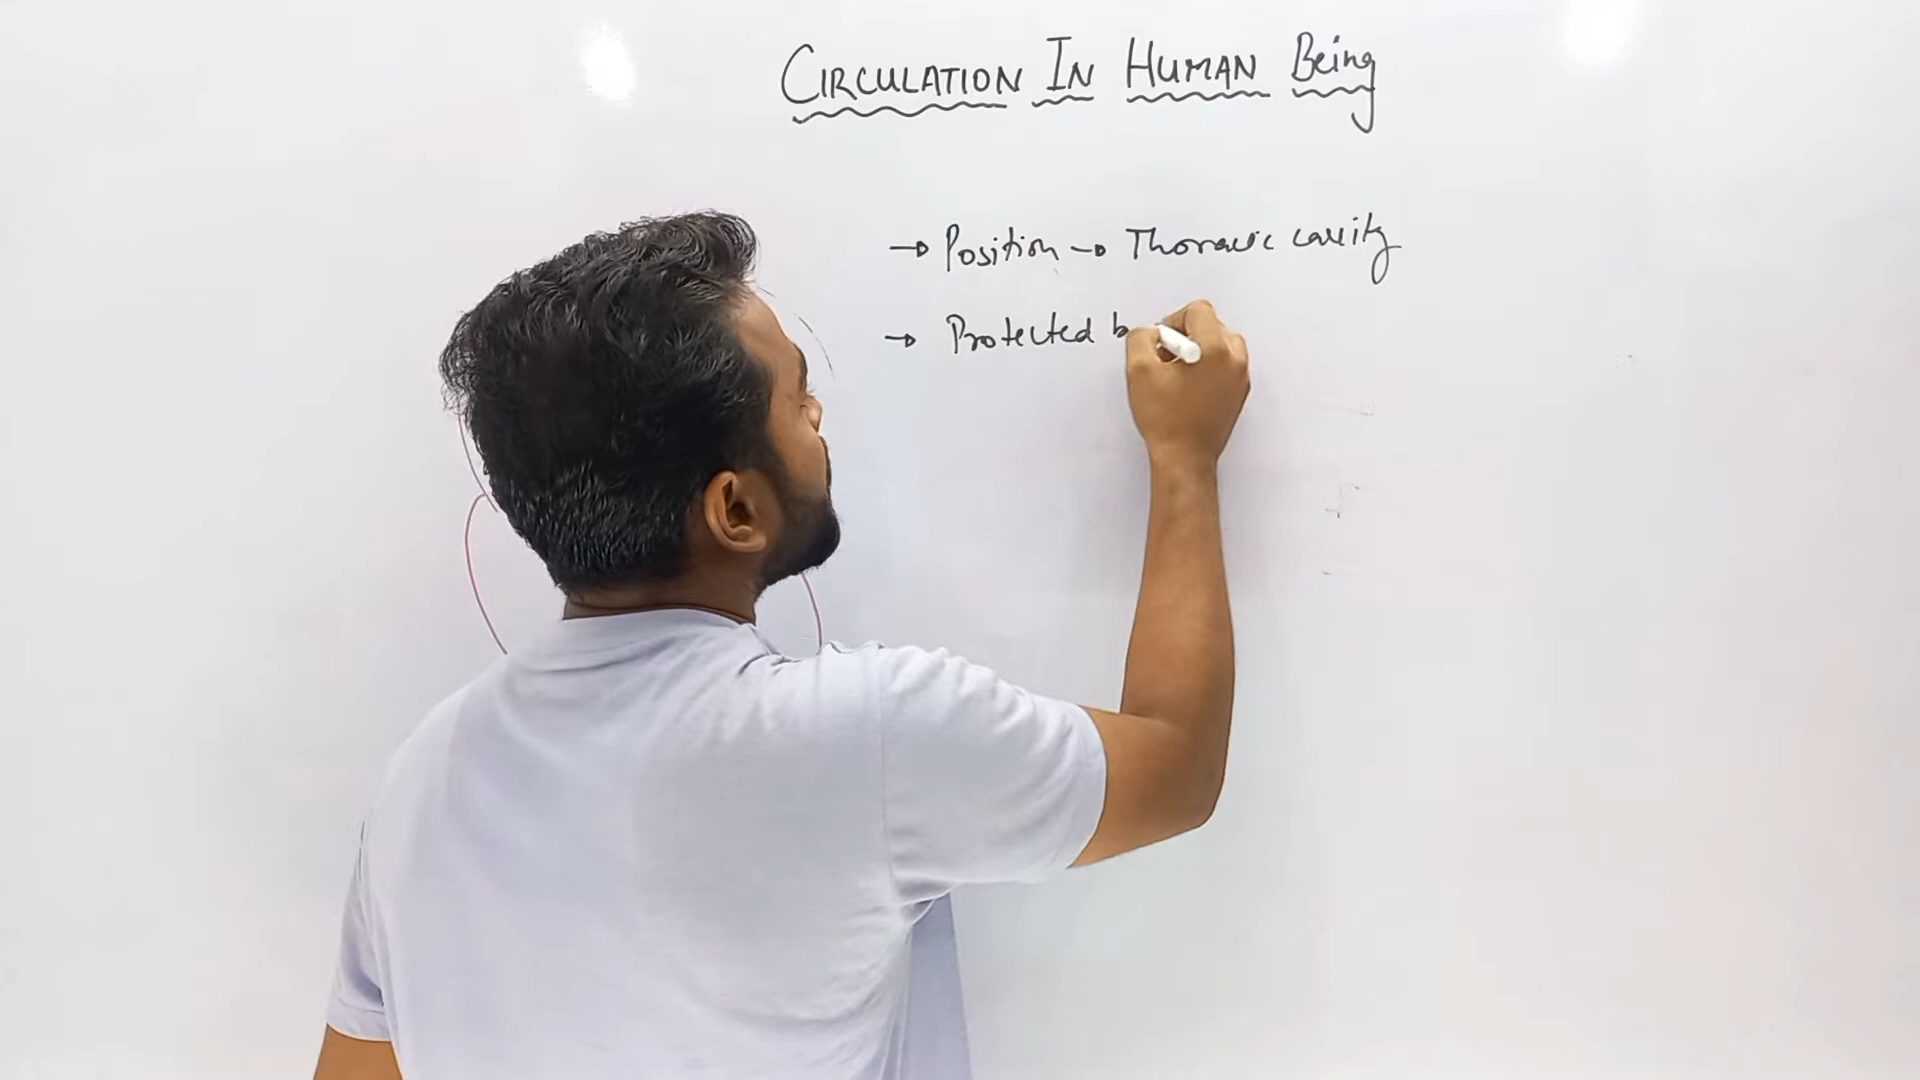 CIRCULATION IN HUMAN Being
→ Position → Thoracic cavity
→ Protected b